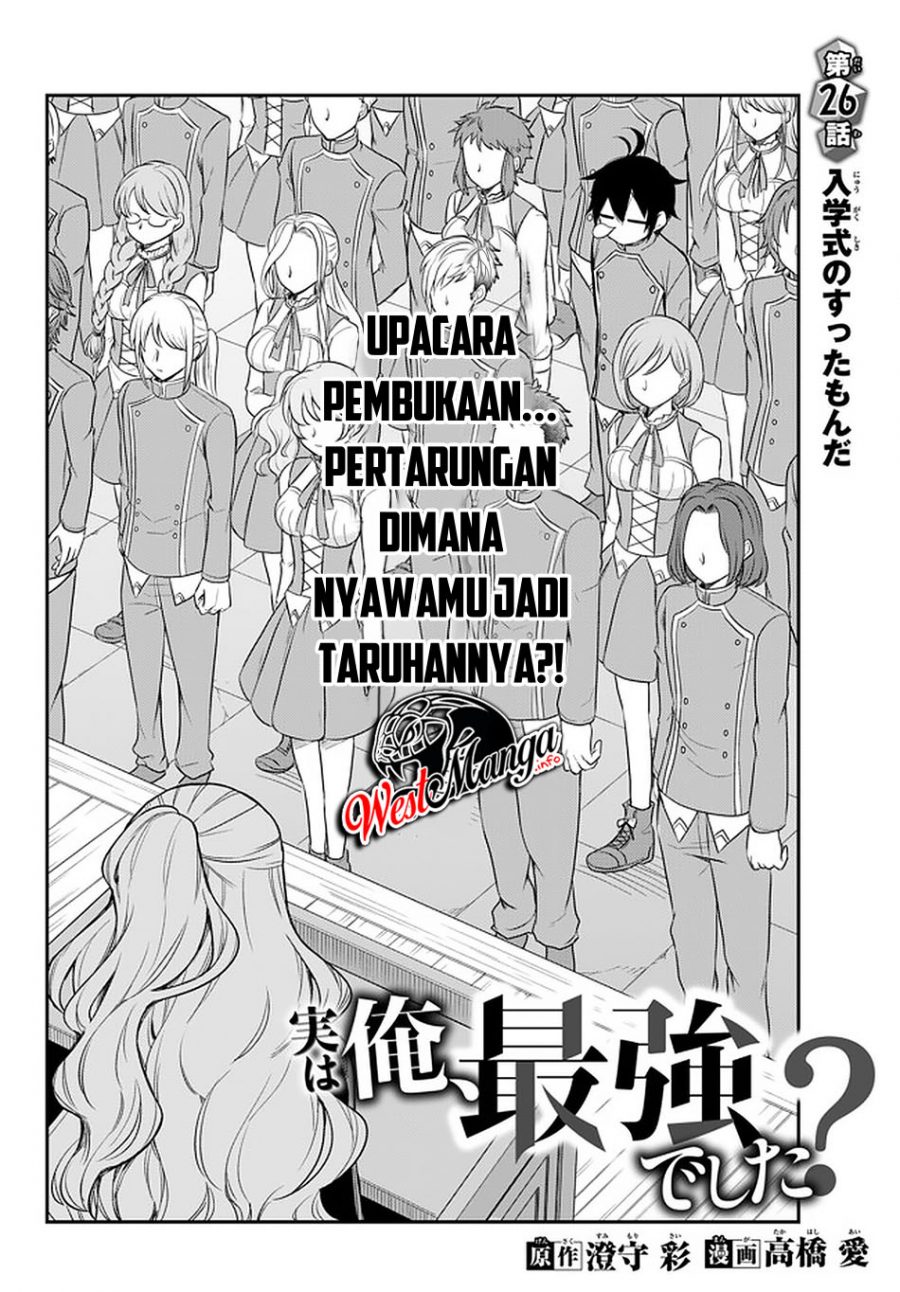 第26話
入学式のすったもんだ
UPACARA
PEMBUKAAN...
PERTARUNGAN
DIMANA
NYAWAMU JADI
TARUHANNYA?!
WestManga
.info
実は
俺、最強
でした?
原作 澄守彩 漫画 高橋愛